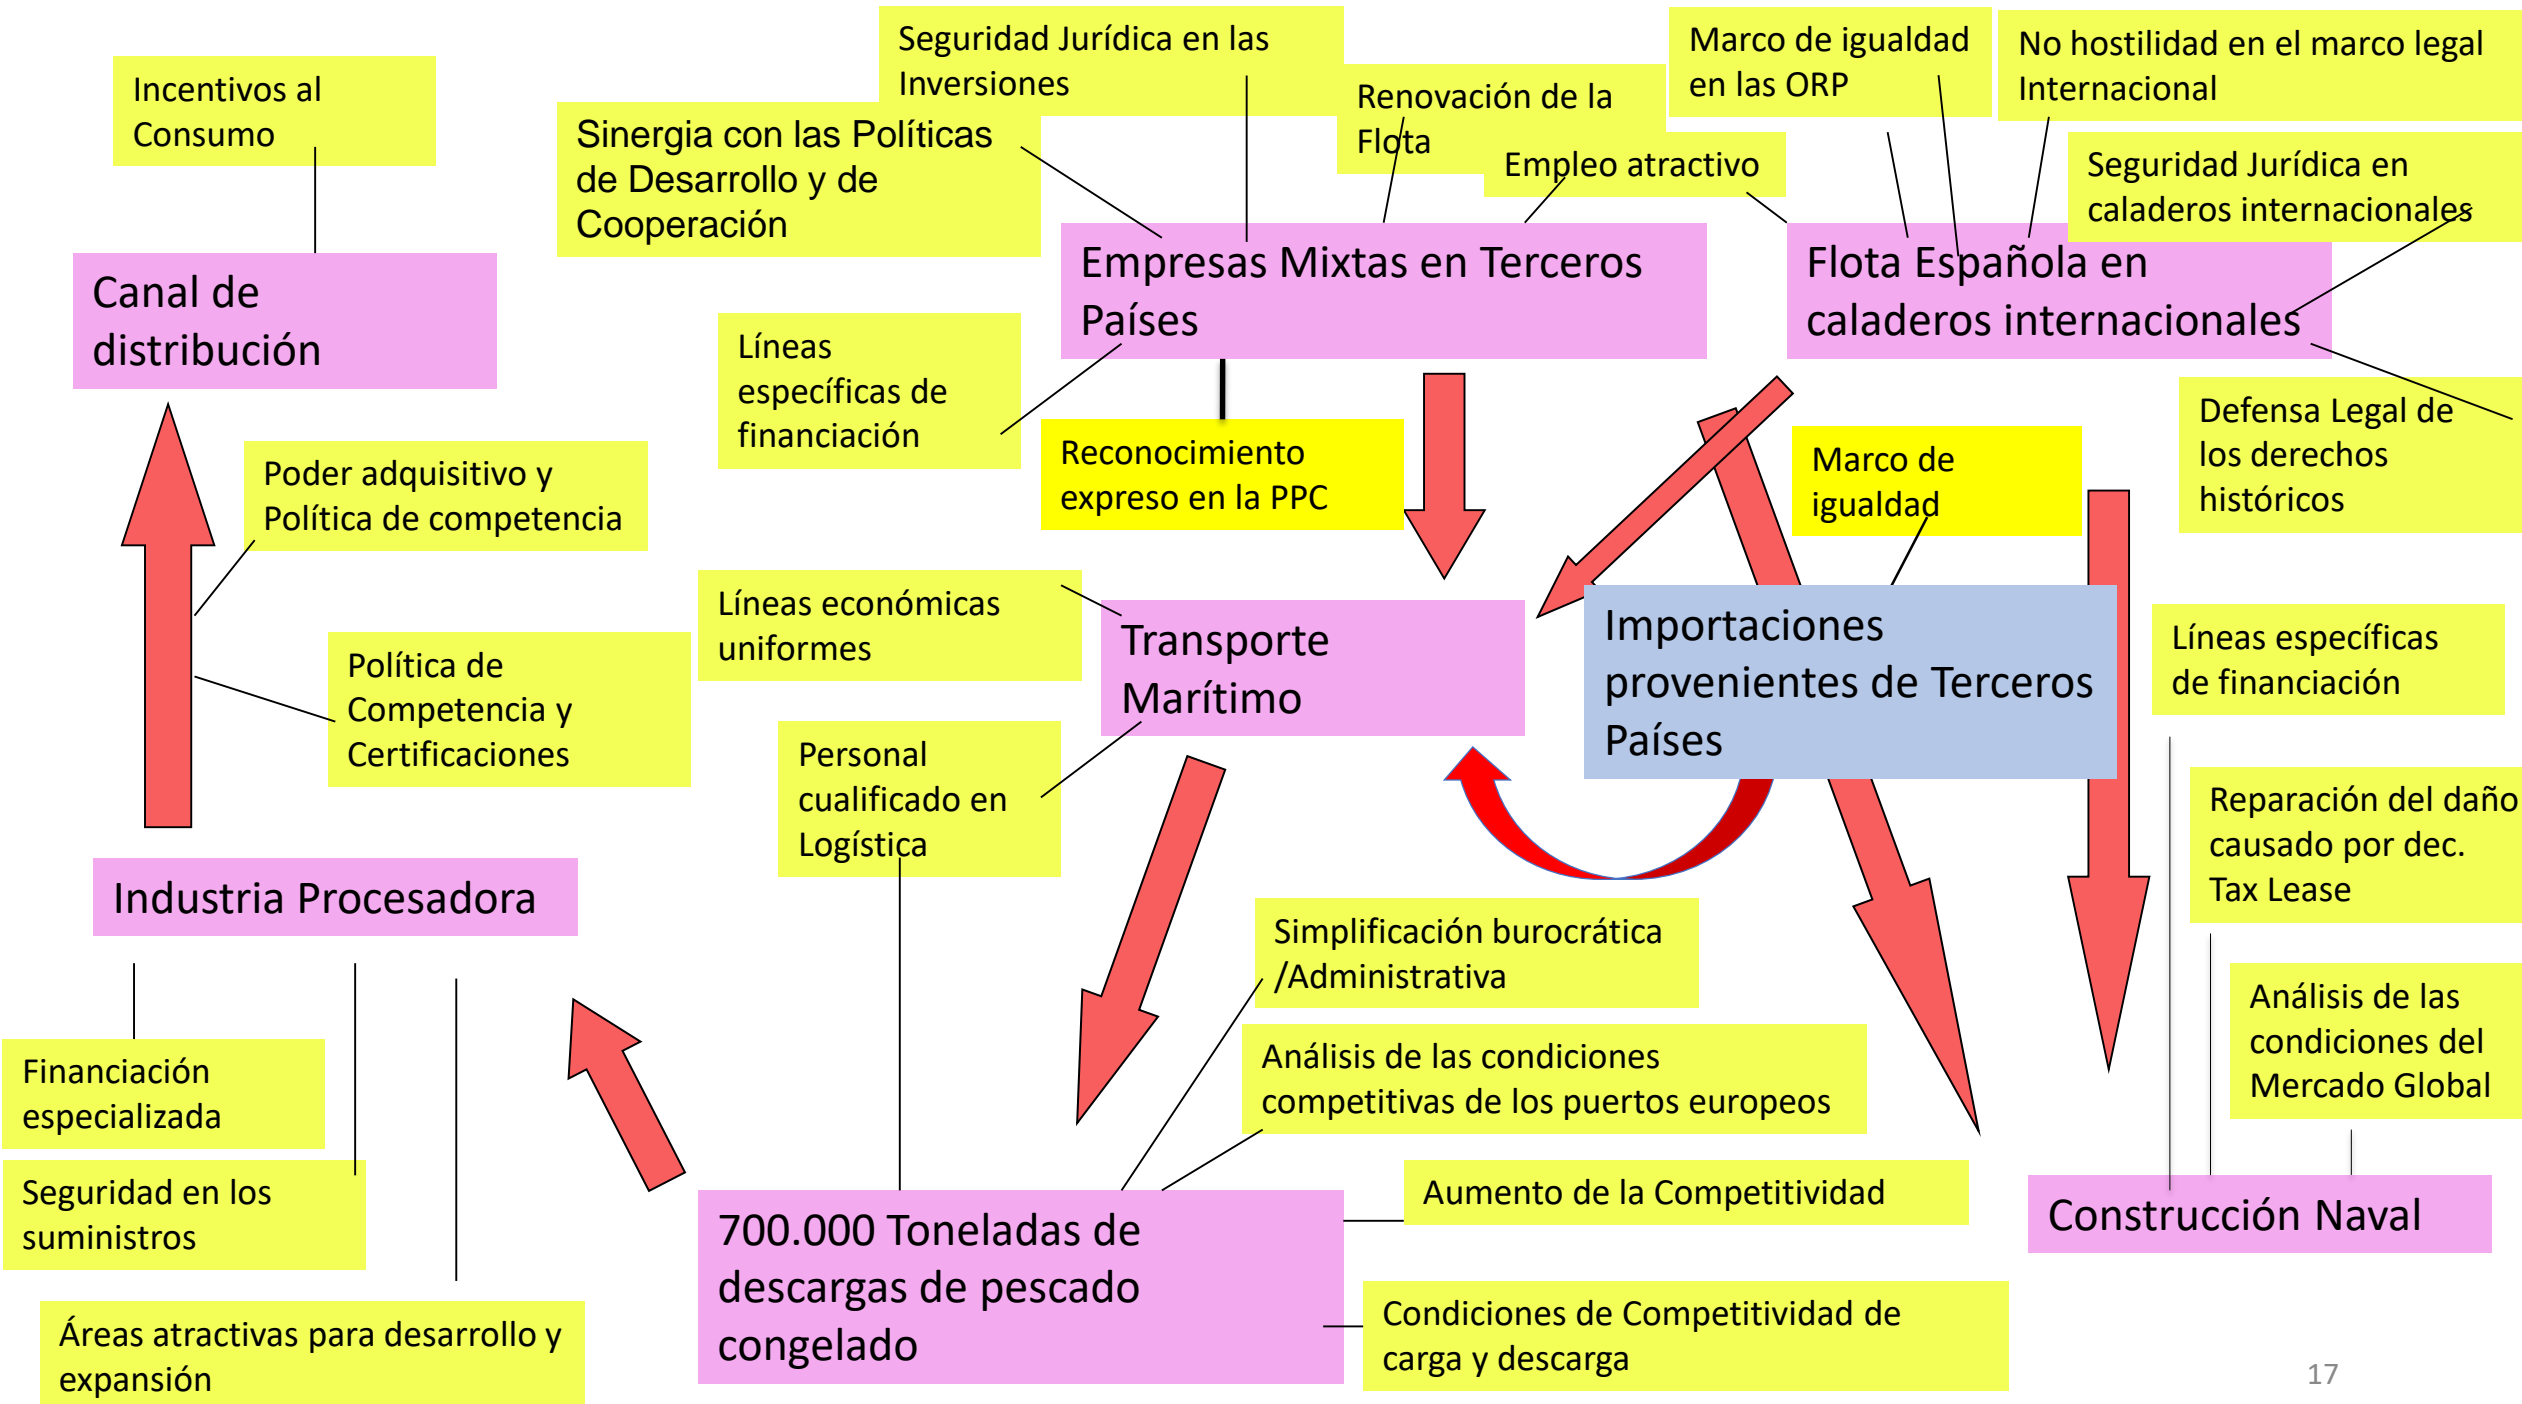 Incentivos al
Consumo
Seguridad Jurídica en las
Inversiones
Sinergia con las Políticas
de Desarrollo y de
Cooperación
Renovación de la
Flota
Empleo atractivo
Marco de igualdad
en las ORP
No hostilidad en el marco legal
Internacional
Seguridad Jurídica en
caladeros internacionales
Canal de
distribución
Empresas Mixtas en Terceros
Países
Flota Española en
caladeros internacionales
Líneas
específicas de
financiación
Reconocimiento
expreso en la PPC
Marco de
igualdad
Defensa Legal de
los derechos
históricos
Poder adquisitivo y
Política de competencia
Líneas económicas
uniformes
Transporte
Marítimo
Importaciones
provenientes de Terceros
Países
Líneas específicas
de financiación
Política de
Competencia y
Certificaciones
Personal
cualificado en
Logística
Reparación del daño
causado por dec.
Tax Lease
Industria Procesadora
Simplificación burocrática
/Administrativa
Análisis de las
condiciones del
Mercado Global
Análisis de las condiciones
competitivas de los puertos europeos
Financiación
especializada
Seguridad en los
suministros
Aumento de la Competitividad
700.000 Toneladas de
descargas de pescado
congelado
Construcción Naval
Condiciones de Competitividad de
carga y descarga
Áreas atractivas para desarrollo y
expansión
17